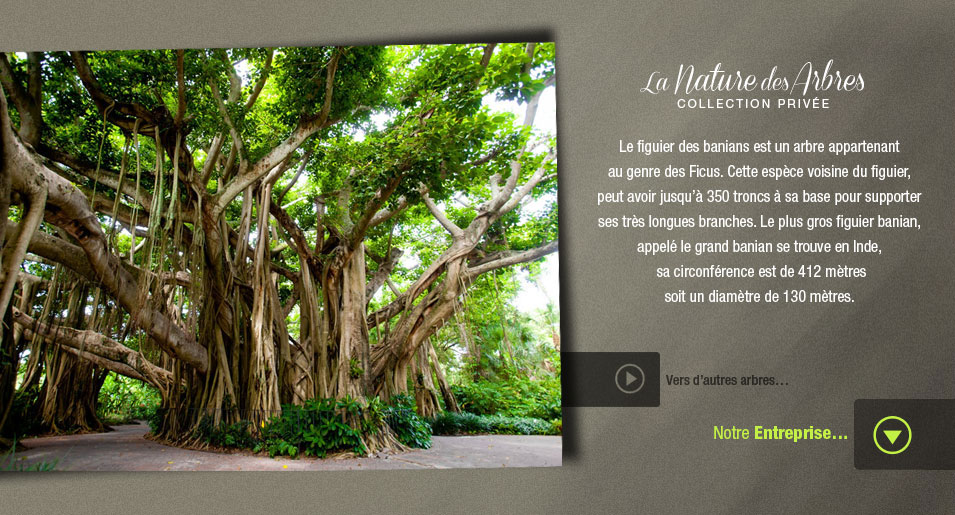 La Nature des Arbres
COLLECTION PRIVÉE
Le figuier des banians est un arbre appartenant
au genre des Ficus. Cette espèce voisine du figuier,
peut avoir jusqu'à 350 troncs à sa base pour supporter
ses très longues branches. Le plus gros figuier banian,
appelé le grand banian se trouve en Inde,
sa circonférence est de 412 mètres
soit un diamètre de 130 mètres.
Vers d'autres arbres...
Notre Entreprise...